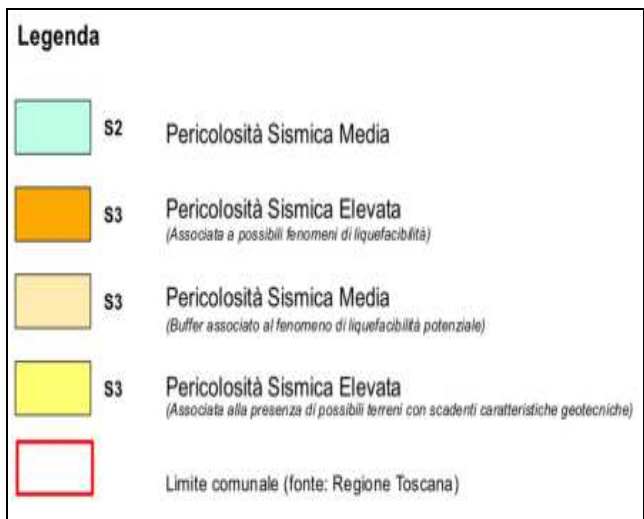 Legenda
S2 Pericolosità Sismica Media
S3 Pericolosità Sismica Elevata
(Associata a possibili fenomeni di liquefacibilità)
S3 Pericolosità Sismica Media
(Buffer associato al fenomeno di liquefacibilità potenziale)
S3 Pericolosità Sismica Elevata
(Associata alla presenza di possibili terreni con scadenti caratteristiche geotecniche)
Limite comunale (fonte: Regione Toscana)